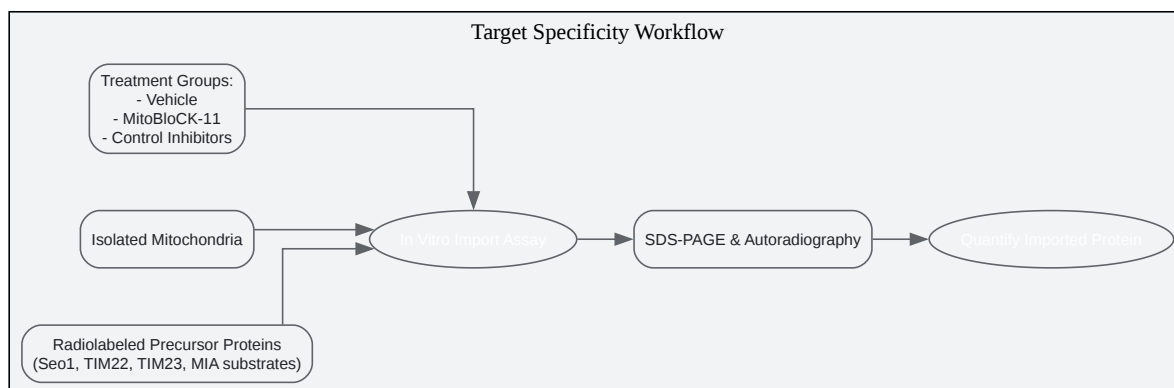 Target Specificity Workflow
Treatment Groups:
- Vehicle
- MitoBloCK-11
- Control Inhibitors
Isolated Mitochondria
In Vitro Import Assay
SDS-PAGE & Autoradiography
Quantify Imported Protein
Radiolabeled Precursor Proteins
(Seo1, TIM22, TIM23, MIA substrates)